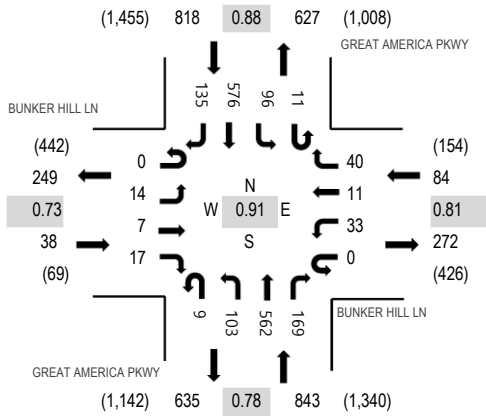 (1,455) 818 0.88 627 (1,008)
GREAT AMERICA PKWY
BUNKER HILL LN
135 576 96 11
(442) (154)
249 0 40 84
0.73 14 N 11 0.81
W 0.91 E
38 7 S 33 272
(69) 17 0 (426)
9 103 562 169
BUNKER HILL LN
GREAT AMERICA PKWY
(1,142) 635 0.78 843 (1,340)